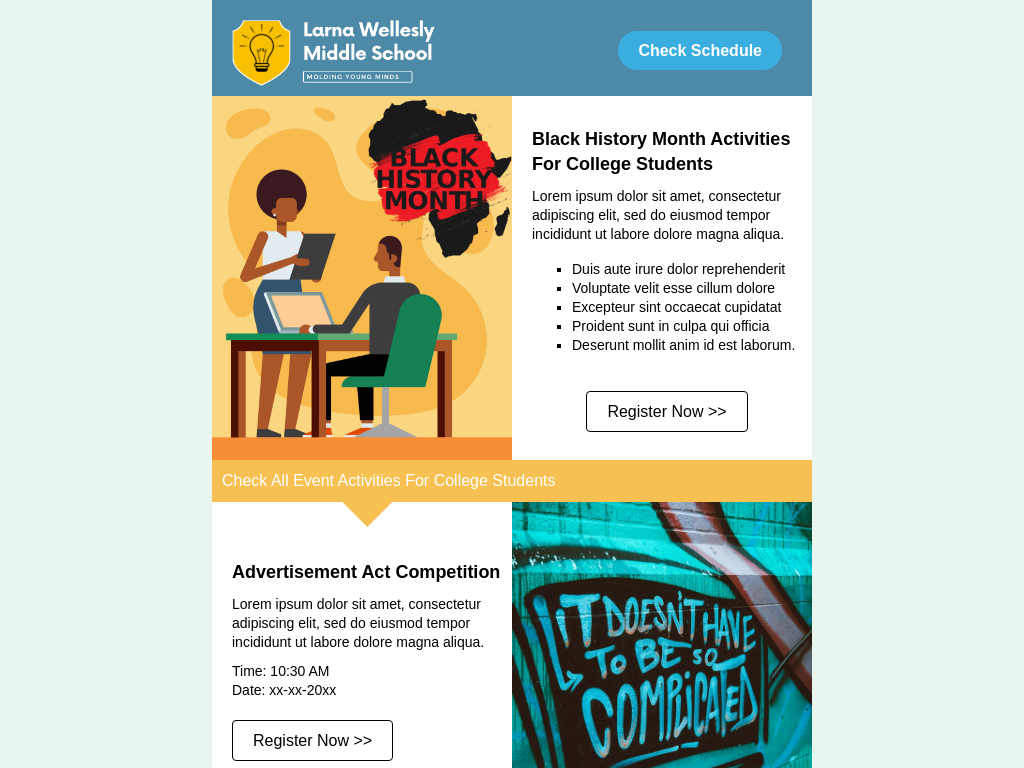 Larna Wellesly
Middle School
MOLDING YOUNG MINDS
Check Schedule
BLACK
HISTORY
MONTH
Black History Month Activities
For College Students
Lorem ipsum dolor sit amet, consectetur
adipiscing elit, sed do eiusmod tempor
incididunt ut labore dolore magna aliqua.
Duis aute irure dolor reprehenderit
Voluptate velit esse cillum dolore
Excepteur sint occaecat cupidatat
Proident sunt in culpa qui officia
Deserunt mollit anim id est laborum.
Register Now >>
Check All Event Activities For College Students
Advertisement Act Competition
Lorem ipsum dolor sit amet, consectetur
adipiscing elit, sed do eiusmod tempor
incididunt ut labore dolore magna aliqua.
Time: 10:30 AM
Date: xx-xx-20xx
Register Now >>
IT DOESN'T HAVE
TO BE SO
COMPLICATED